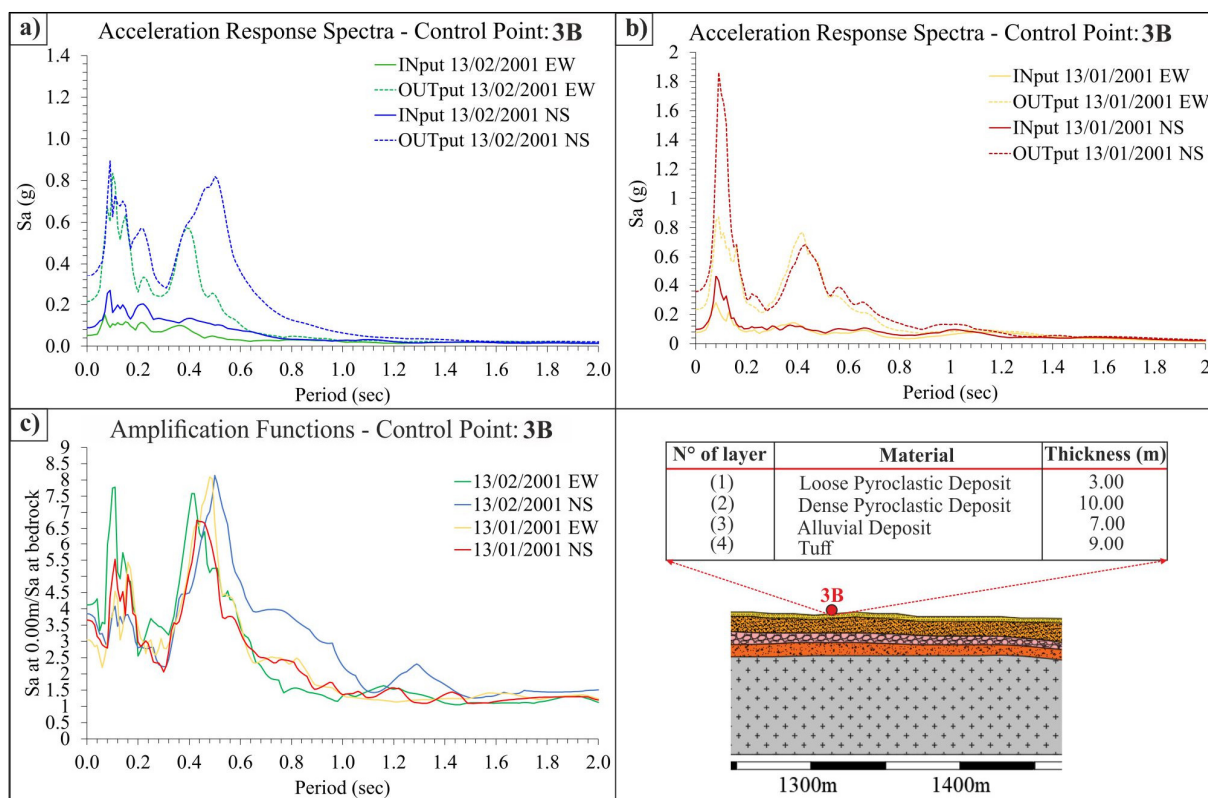 a)
Acceleration Response Spectra - Control Point: 3B
INput 13/02/2001 EW
OUTput 13/02/2001 EW
INput 13/02/2001 NS
OUTput 13/02/2001 NS
Sa (g)
1.4
1.2
1.0
0.8
0.6
0.4
0.2
0.0
0.0 0.2 0.4 0.6 0.8 1.0 1.2 1.4 1.6 1.8 2.0
Period (sec)
b)
Acceleration Response Spectra - Control Point: 3B
INput 13/01/2001 EW
OUTput 13/01/2001 EW
INput 13/01/2001 NS
OUTput 13/01/2001 NS
Sa (g)
2
1.8
1.6
1.4
1.2
1
0.8
0.6
0.4
0.2
0
0 0.2 0.4 0.6 0.8 1 1.2 1.4 1.6 1.8 2
Period (sec)
c)
Amplification Functions - Control Point: 3B
13/02/2001 EW
13/02/2001 NS
13/01/2001 EW
13/01/2001 NS
Sa at 0.00m/Sa at bedrock
9
8.5
8
7.5
7
6.5
6
5.5
5
4.5
4
3.5
3
2.5
2
1.5
1
0.5
0
0.0 0.2 0.4 0.6 0.8 1.0 1.2 1.4 1.6 1.8 2.0
Period (sec)
N° of layer Material Thickness (m)
(1) Loose Pyroclastic Deposit 3.00
(2) Dense Pyroclastic Deposit 10.00
(3) Alluvial Deposit 7.00
(4) Tuff 9.00
3B
1300m 1400m